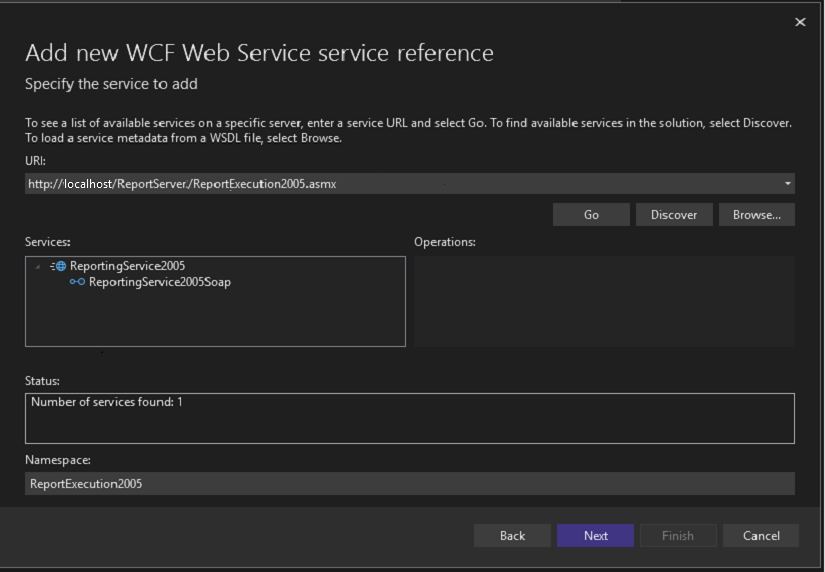 Add new WCF Web Service service reference
Specify the service to add
To see a list of available services on a specific server, enter a service URL and select Go. To find available services in the solution, select Discover.
To load a service metadata from a WSDL file, select Browse.
URI:
http://localhost/ReportServer/ReportExecution2005.asmx
Go Discover Browse...
Services: Operations:
ReportingService2005
ReportingService2005Soap
Status:
Number of services found: 1
Namespace:
ReportExecution2005
Back Next Finish Cancel